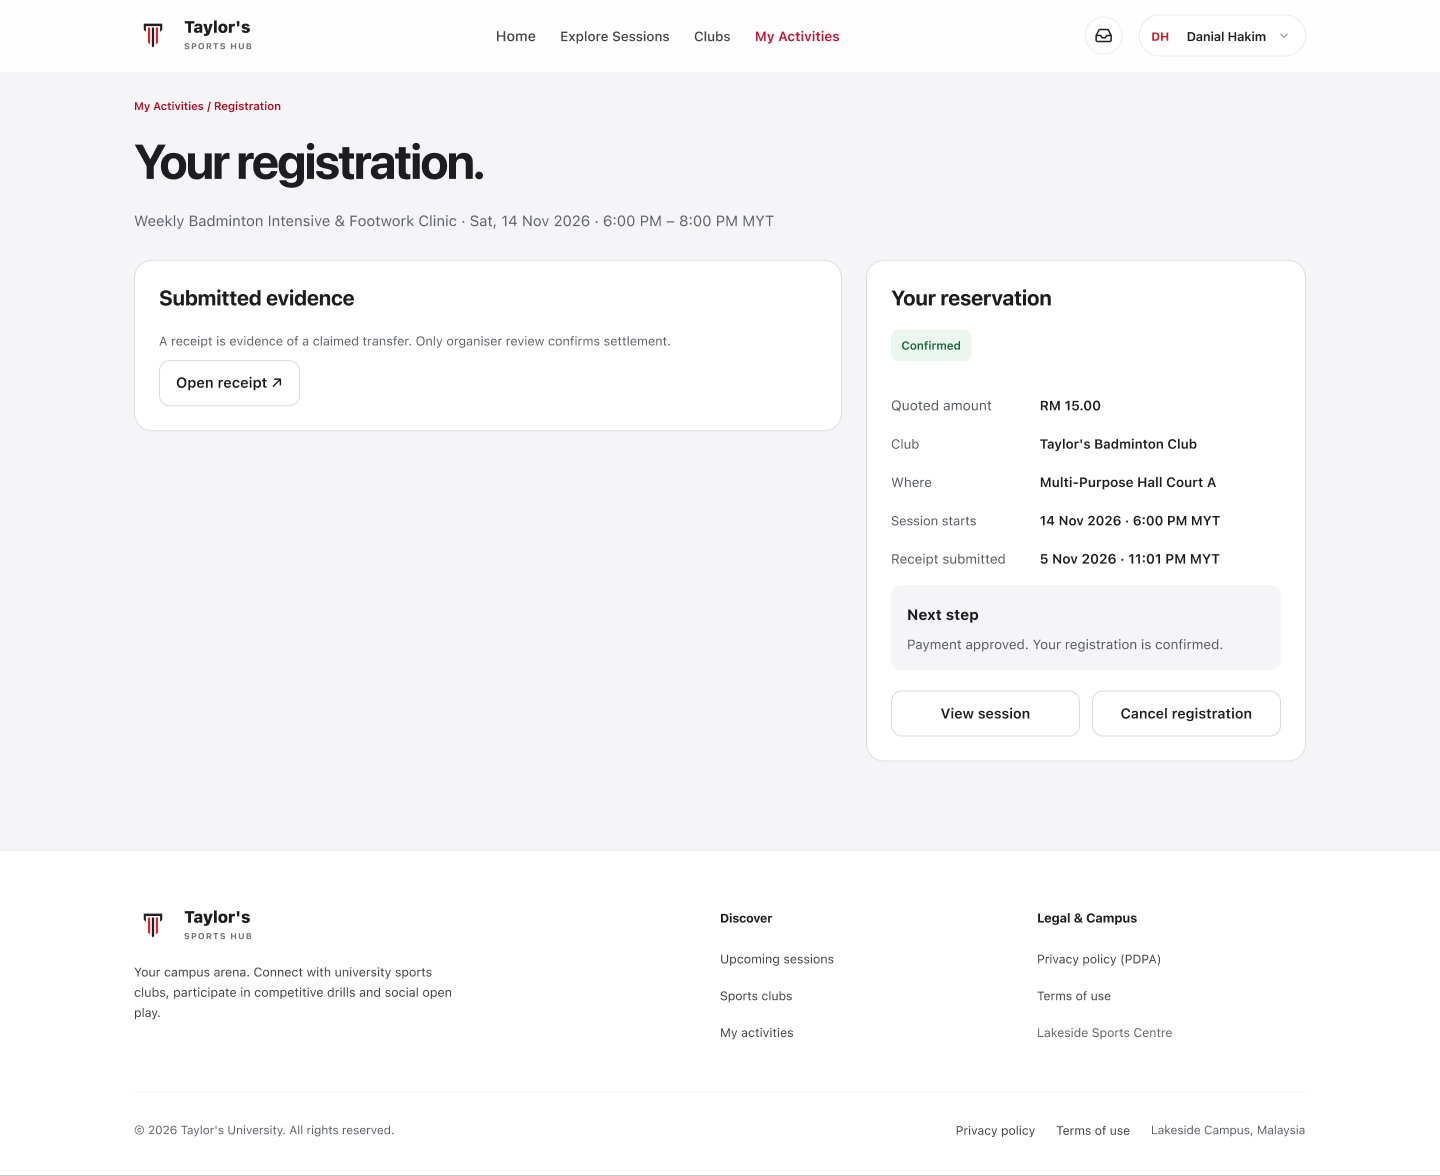 Taylor's
SPORTS HUB
Home
Explore Sessions
Clubs
My Activities
DH
Danial Hakim
My Activities / Registration
Your registration.
Weekly Badminton Intensive & Footwork Clinic · Sat, 14 Nov 2026 · 6:00 PM – 8:00 PM MYT
Submitted evidence
A receipt is evidence of a claimed transfer. Only organiser review confirms settlement.
Open receipt ↗
Your reservation
Confirmed
Quoted amount RM 15.00
Club Taylor's Badminton Club
Where Multi-Purpose Hall Court A
Session starts 14 Nov 2026 · 6:00 PM MYT
Receipt submitted 5 Nov 2026 · 11:01 PM MYT
Next step
Payment approved. Your registration is confirmed.
View session
Cancel registration
Taylor's
SPORTS HUB
Your campus arena. Connect with university sports
clubs, participate in competitive drills and social open
play.
Discover
Upcoming sessions
Sports clubs
My activities
Legal & Campus
Privacy policy (PDPA)
Terms of use
Lakeside Sports Centre
© 2026 Taylor's University. All rights reserved.
Privacy policy
Terms of use
Lakeside Campus, Malaysia